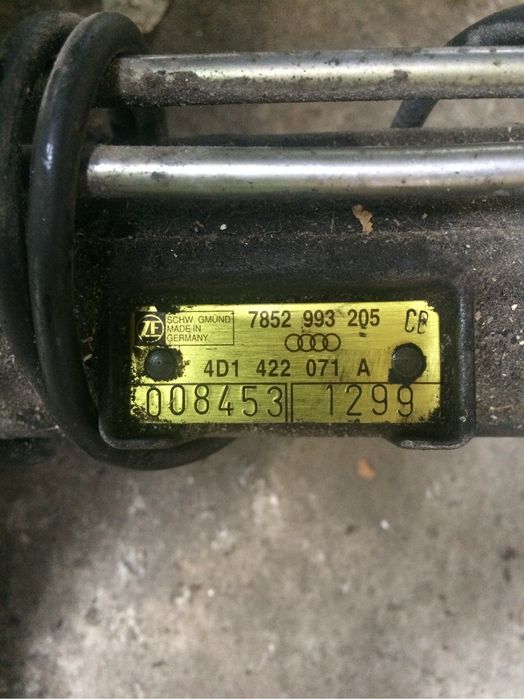 ZF
SCHW. GMÜND
MADE IN
GERMANY
7852 993 205 CB
4D1 422 071 A
008453 1299